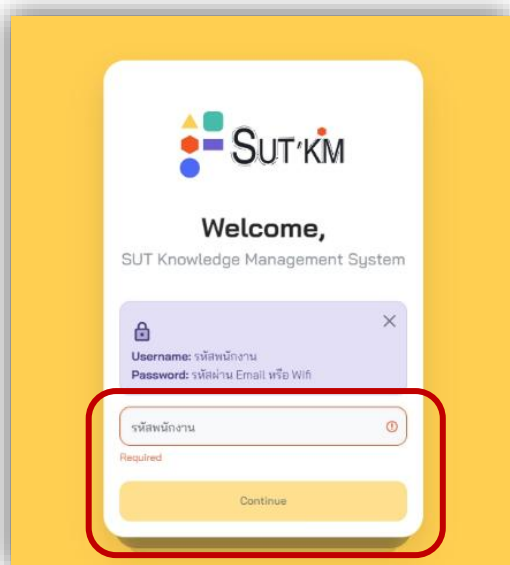 SUT'KM
Welcome,
SUT Knowledge Management System
Username: รหัสพนักงาน
Password: รหัสผ่าน Email หรือ Wifi
รหัสพนักงาน
Required
Continue